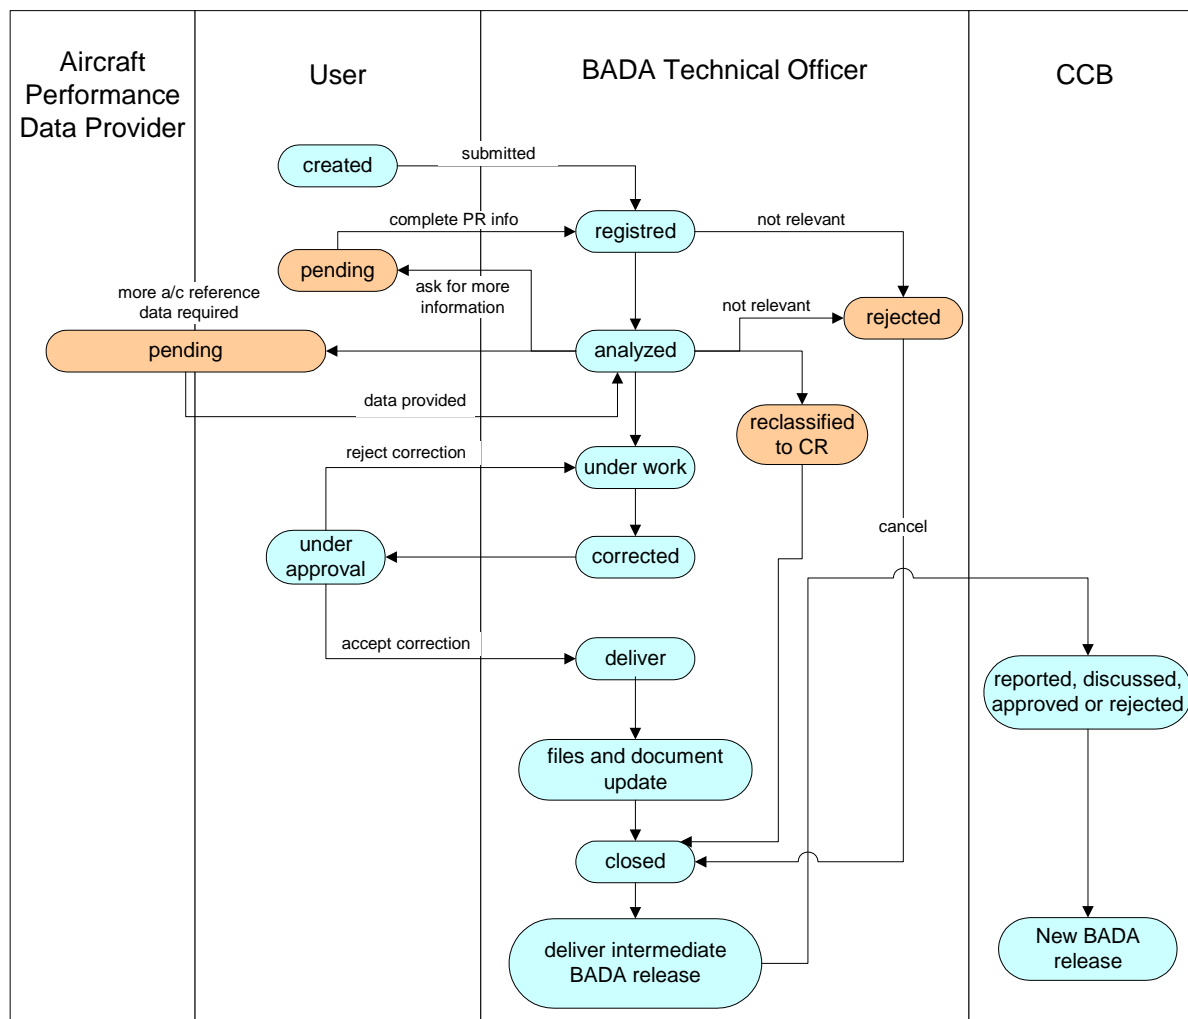 Aircraft
Performance
Data Provider
User
BADA Technical Officer
CCB
created
submitted
complete PR info
registred
not relevant
pending
ask for more
information
more a/c reference
data required
not relevant
rejected
pending
analyzed
data provided
reclassified
to CR
reject correction
under work
cancel
under
approval
corrected
accept correction
deliver
reported, discussed,
approved or rejected
files and document
update
closed
deliver intermediate
BADA release
New BADA
release